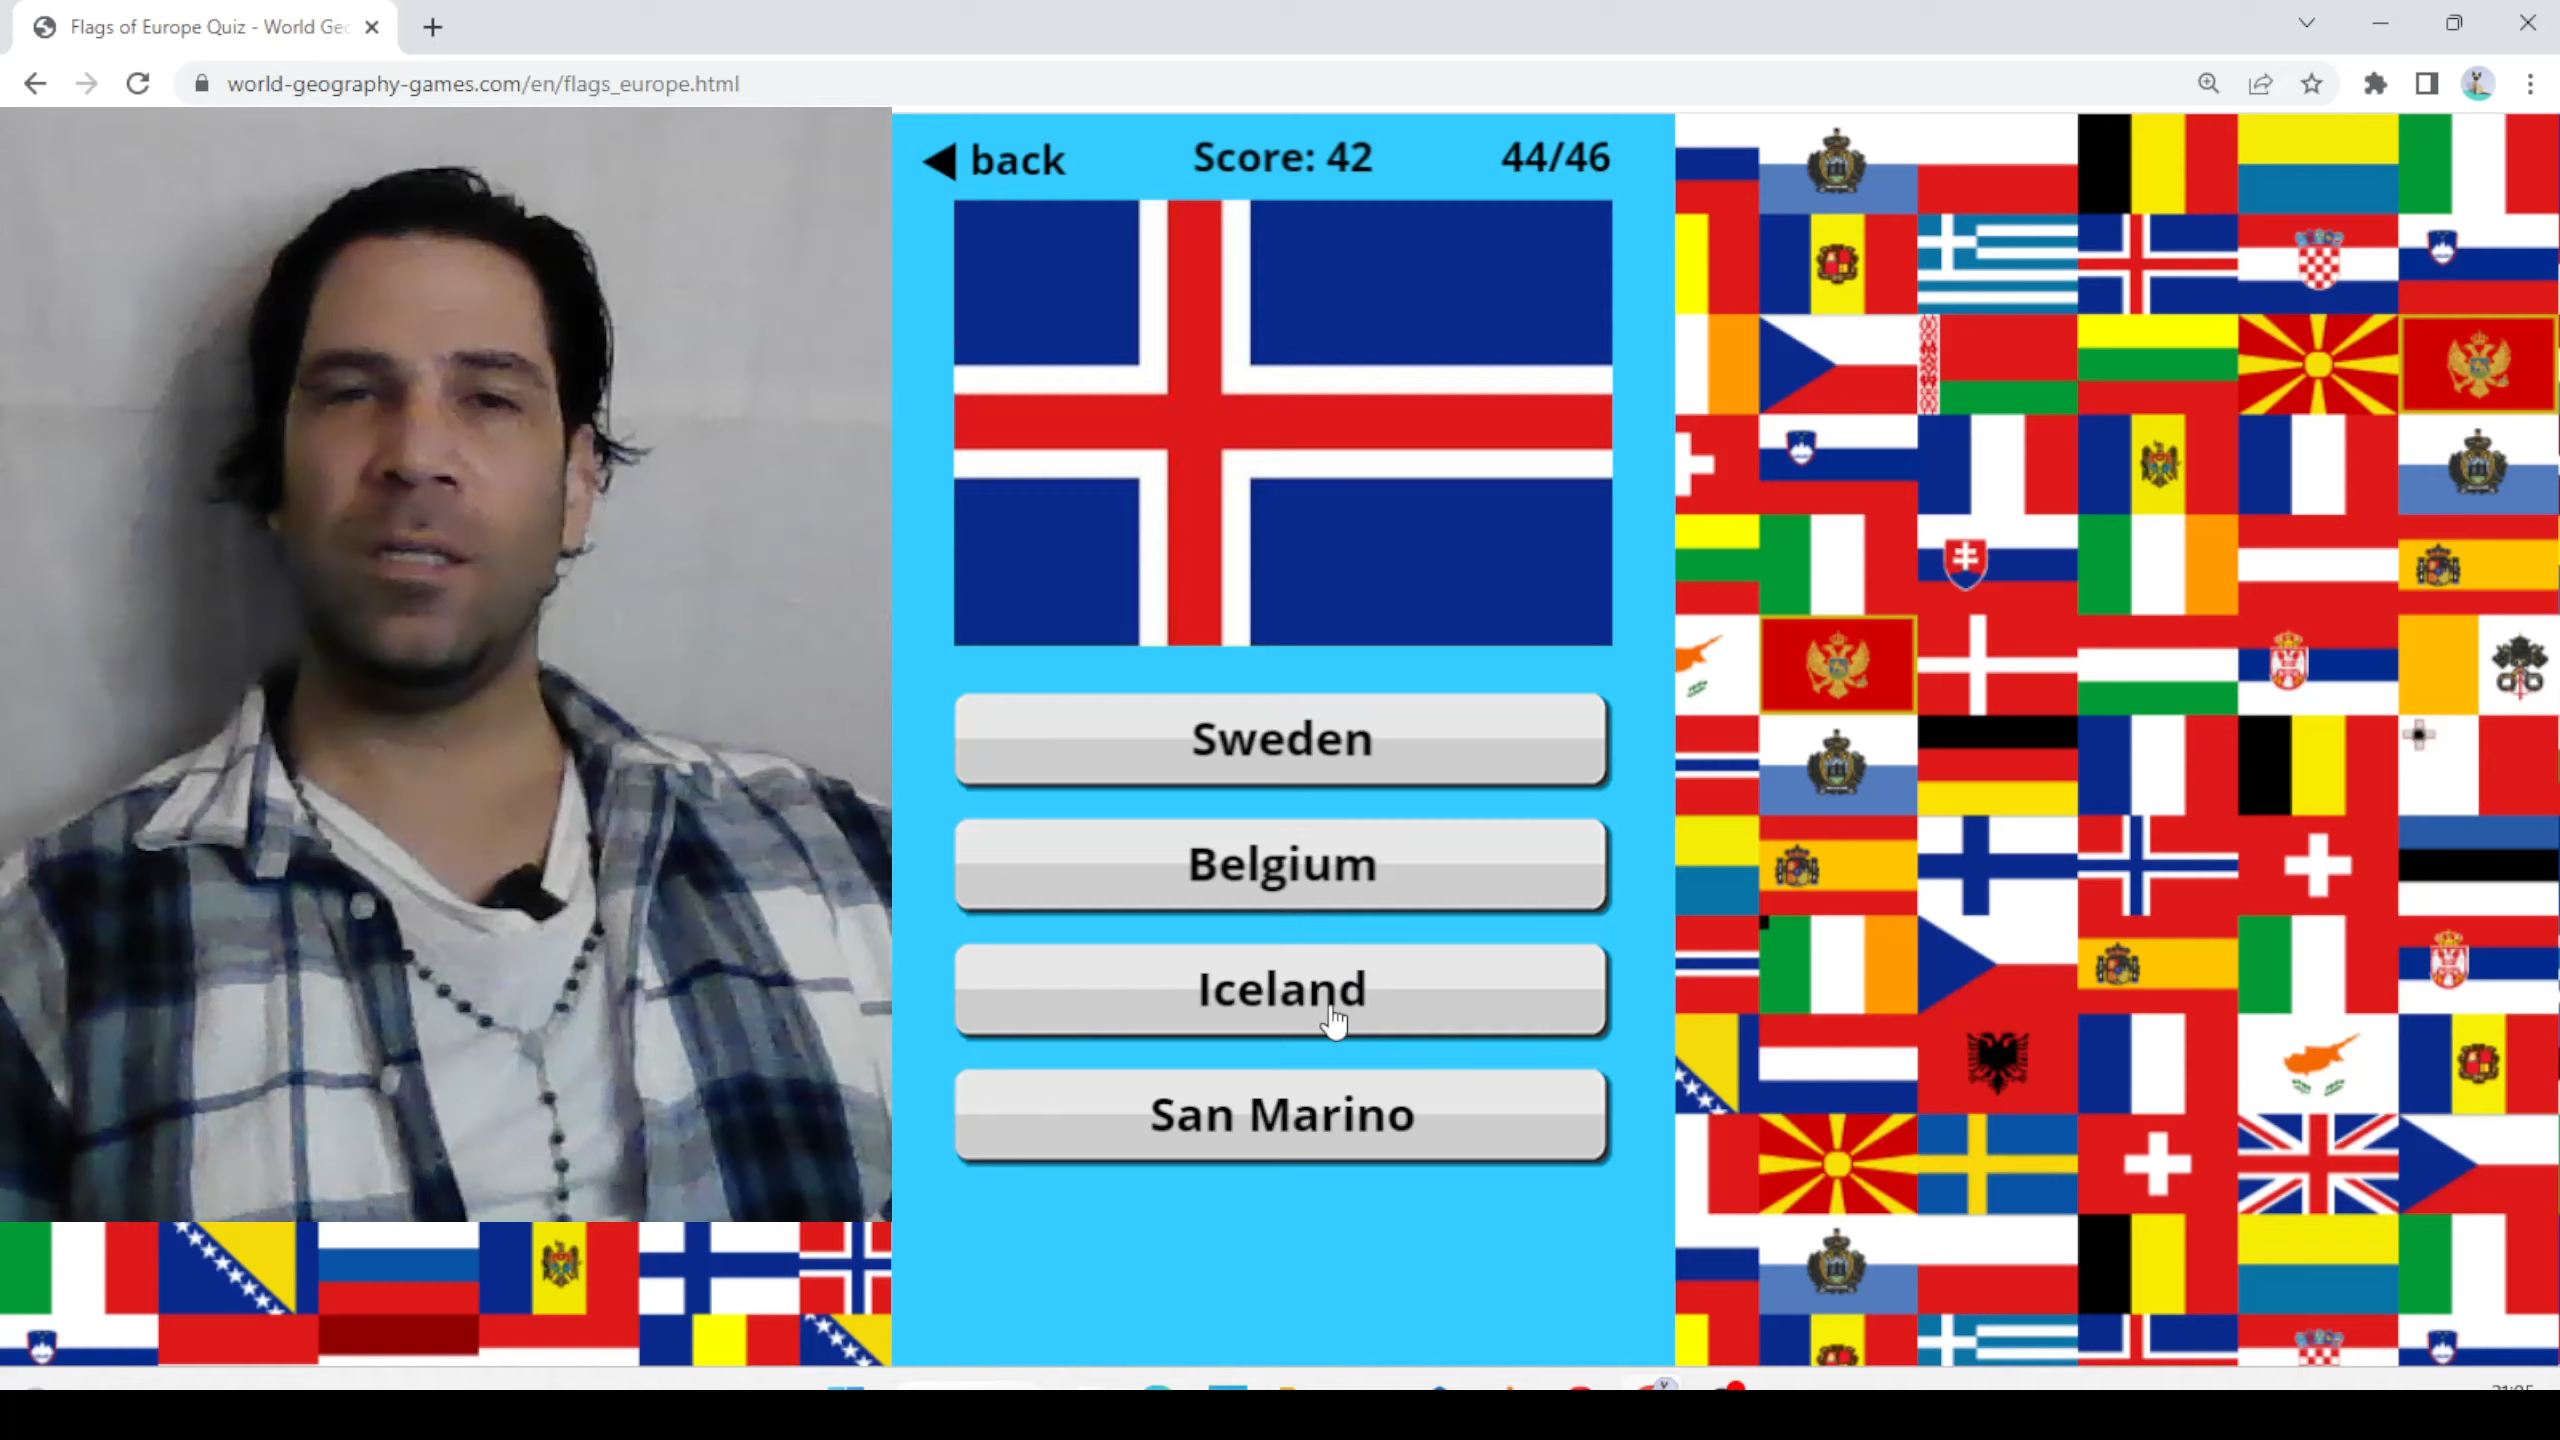 Flags of Europe Quiz - World Geo
world-geography-games.com/en/flags_europe.html
back
Score: 42
44/46
Sweden
Belgium
Iceland
San Marino